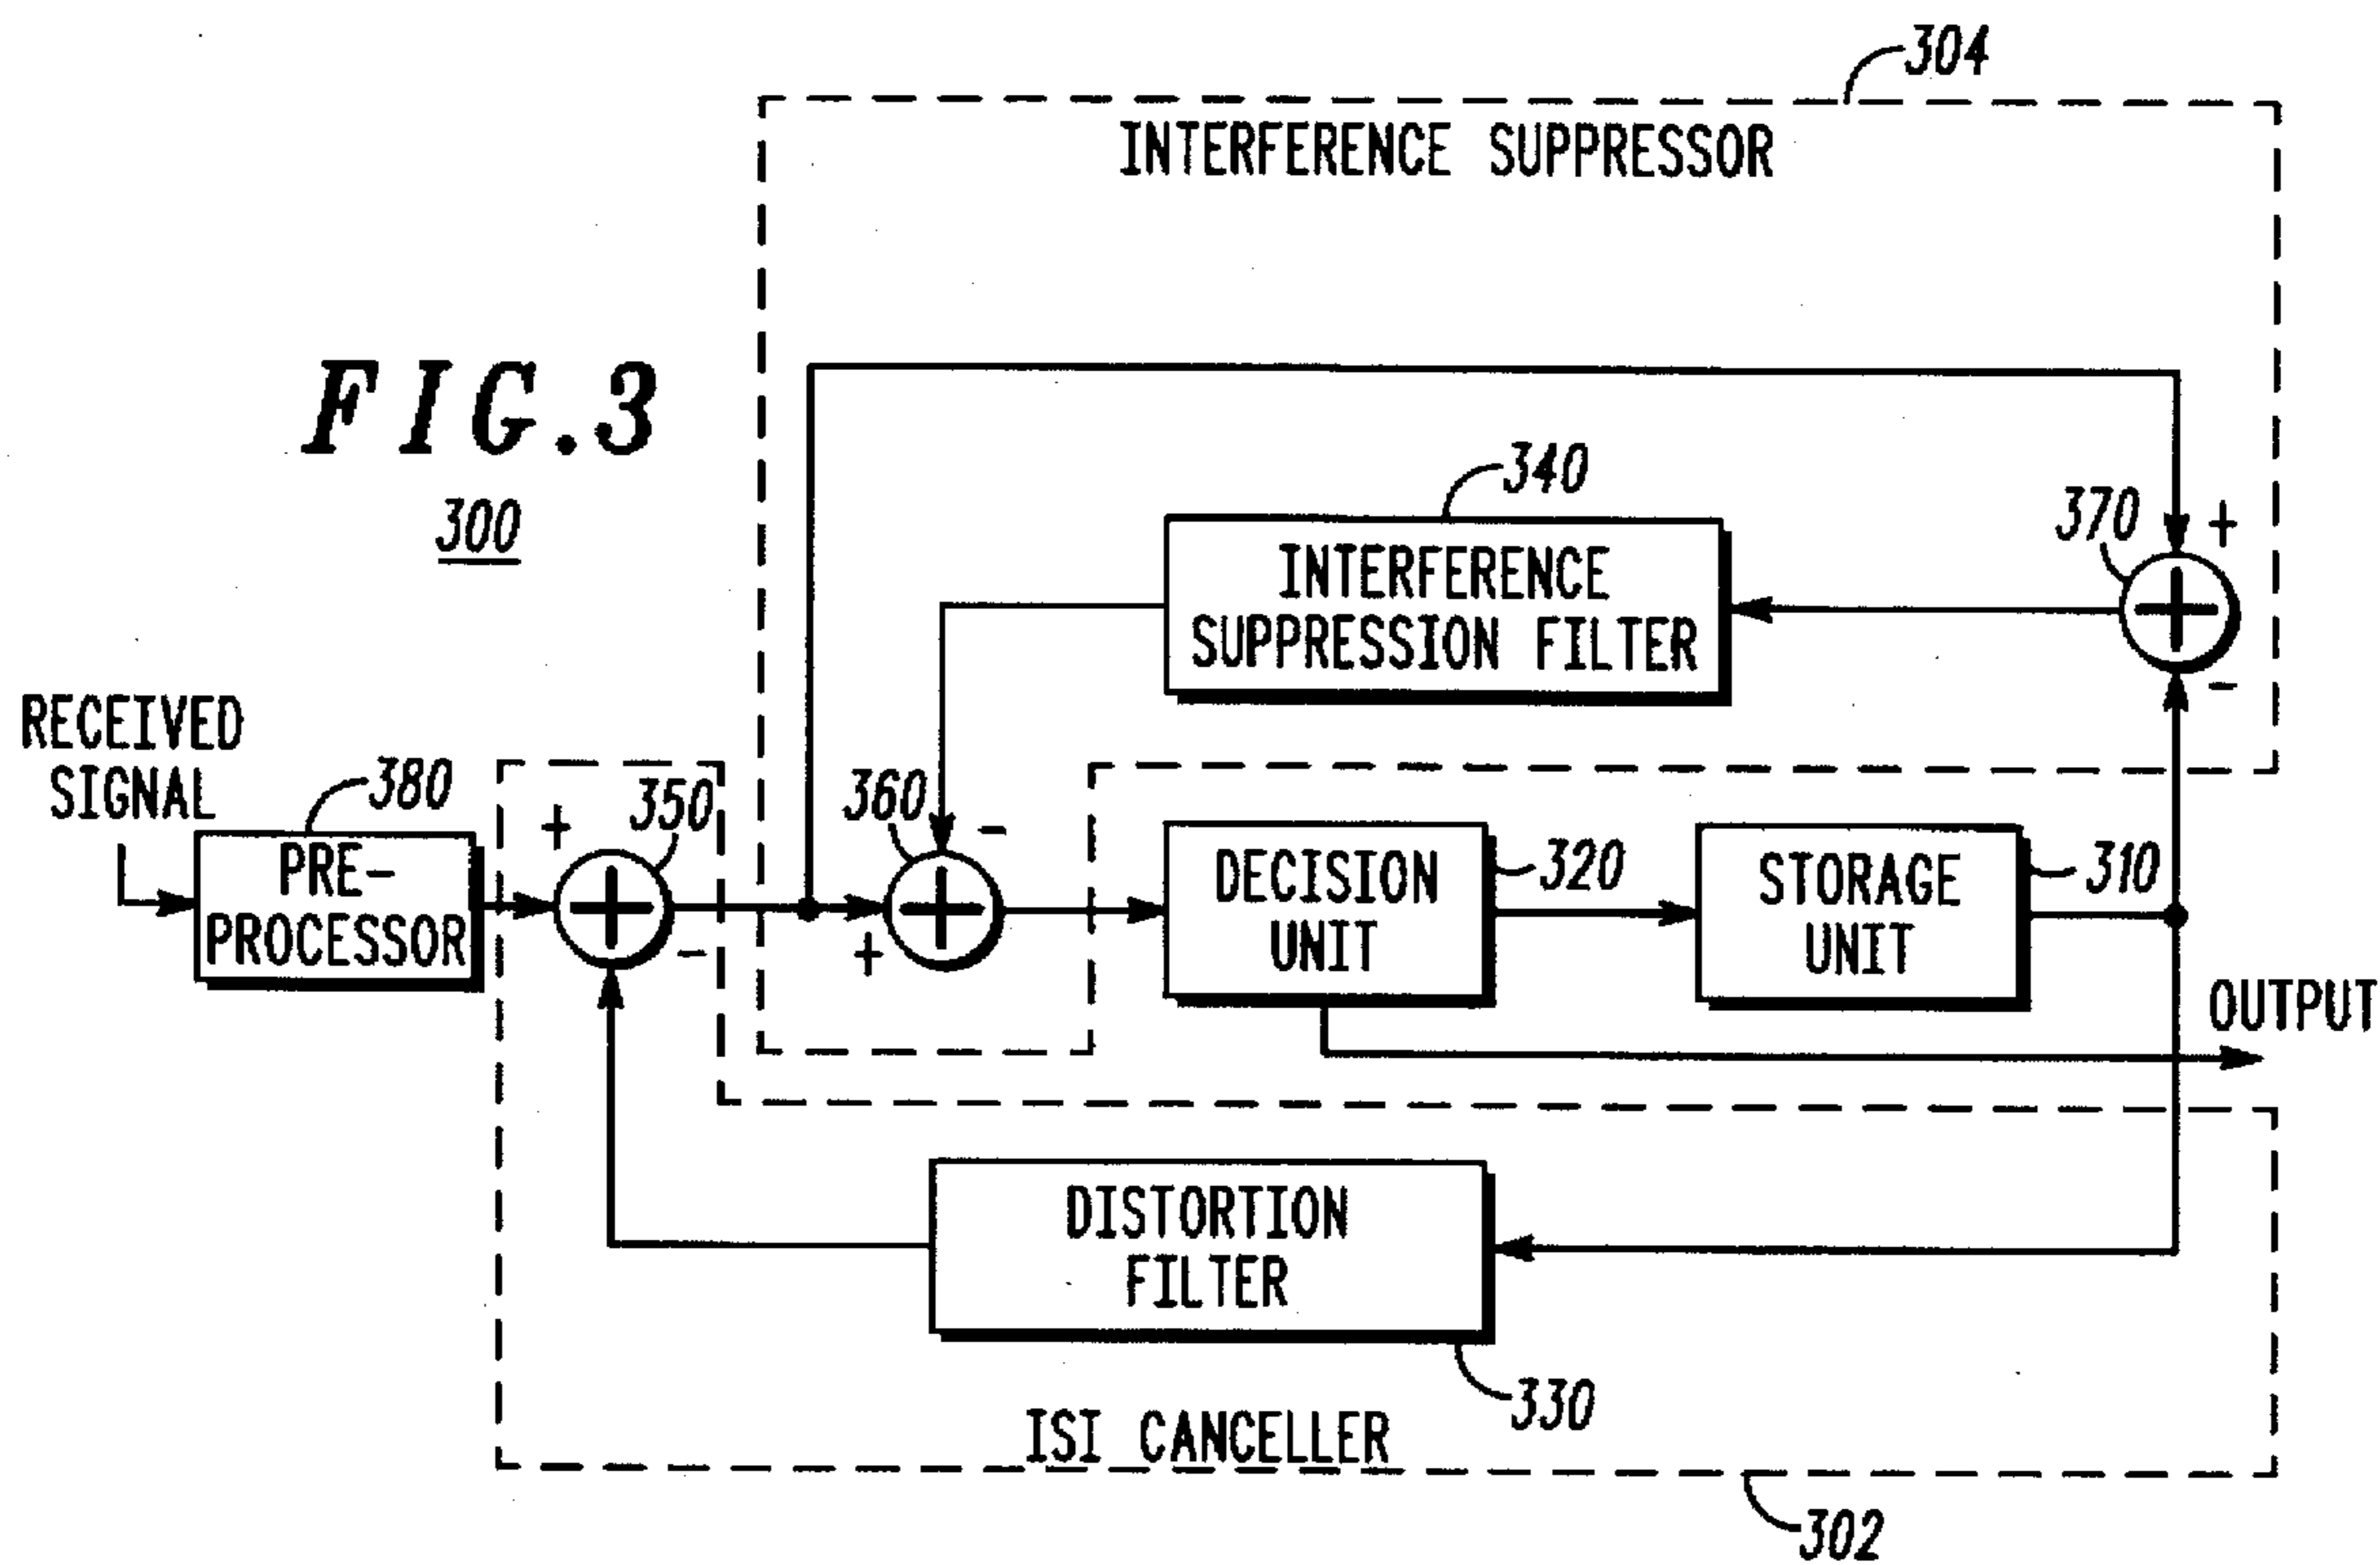 304
INTERFERENCE SUPPRESSOR
FIG.3
300
340
INTERFERENCE
SUPPRESSION FILTER
370
+
-
RECEIVED
SIGNAL
380
PRE-
PROCESSOR
+
350
-
360
-
+
DECISION
UNIT
320
STORAGE
UNIT
310
OUTPUT
DISTORTION
FILTER
330
ISI CANCELLER
302